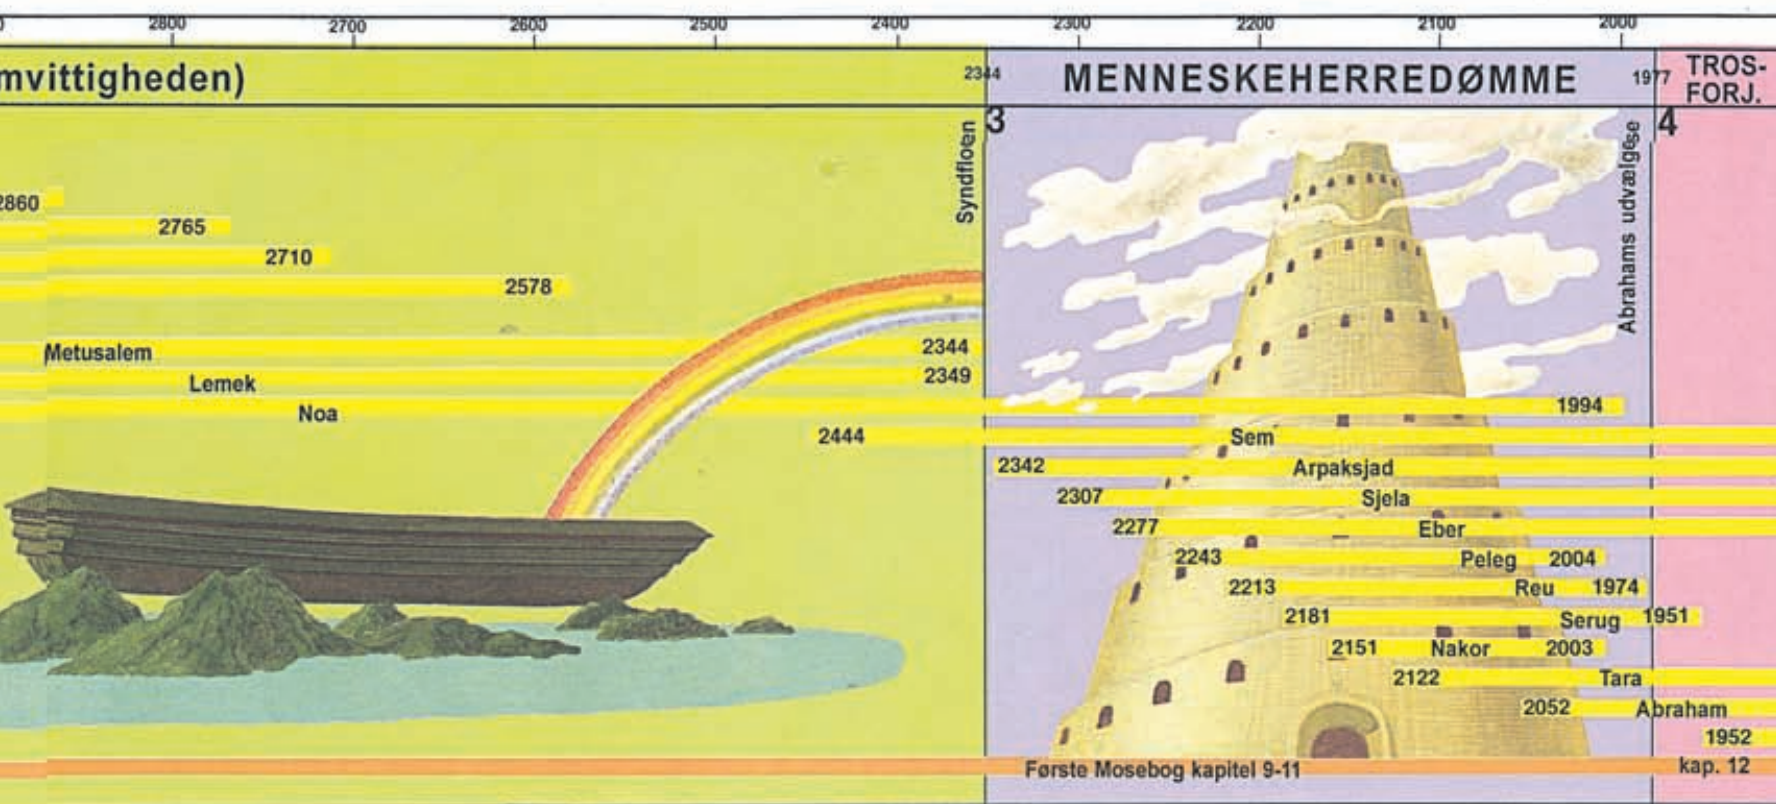 2800 2700 2600 2500 2400 2300 2200 2100 2000
mvittigheden)
2344
MENNESKEHERREDØMME
1977
TROS-
FORJ.
3
4
Syndfloen
Abrahams udvælgelse
2860
2765
2710
2578
Metusalem 2344
Lemek 2349
Noa 1994
2444 Sem
2342 Arpaksjad
2307 Sjela
2277 Eber
2243 Peleg 2004
2213 Reu 1974
2181 Serug 1951
2151 Nakor 2003
2122 Tara
2052 Abraham
1952
Første Mosebog kapitel 9-11
kap. 12